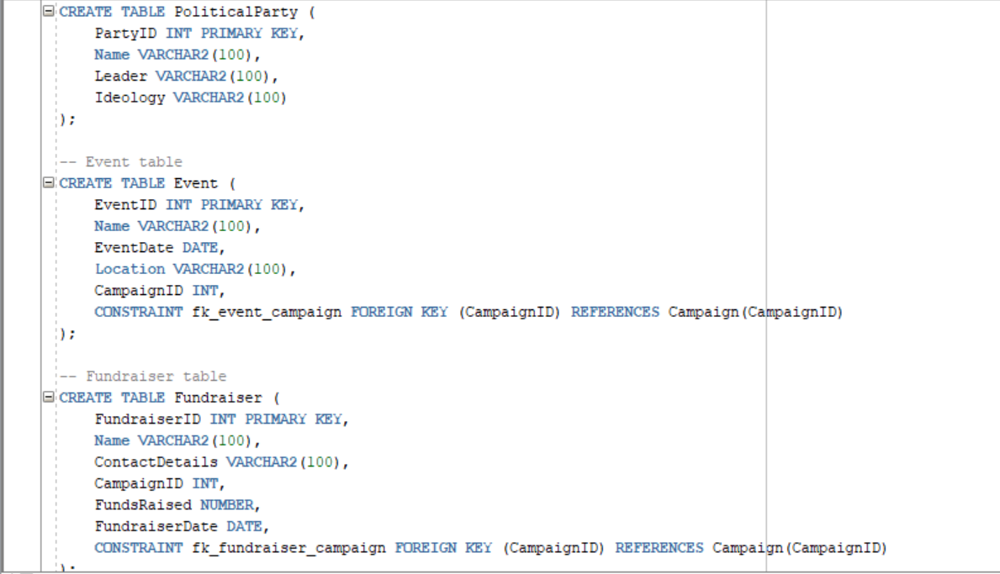 CREATE TABLE PoliticalParty (
    PartyID INT PRIMARY KEY,
    Name VARCHAR2(100),
    Leader VARCHAR2(100),
    Ideology VARCHAR2(100)
);

-- Event table
CREATE TABLE Event (
    EventID INT PRIMARY KEY,
    Name VARCHAR2(100),
    EventDate DATE,
    Location VARCHAR2(100),
    CampaignID INT,
    CONSTRAINT fk_event_campaign FOREIGN KEY (CampaignID) REFERENCES Campaign(CampaignID)
);

-- Fundraiser table
CREATE TABLE Fundraiser (
    FundraiserID INT PRIMARY KEY,
    Name VARCHAR2(100),
    ContactDetails VARCHAR2(100),
    CampaignID INT,
    FundsRaised NUMBER,
    FundraiserDate DATE,
    CONSTRAINT fk_fundraiser_campaign FOREIGN KEY (CampaignID) REFERENCES Campaign(CampaignID)
);